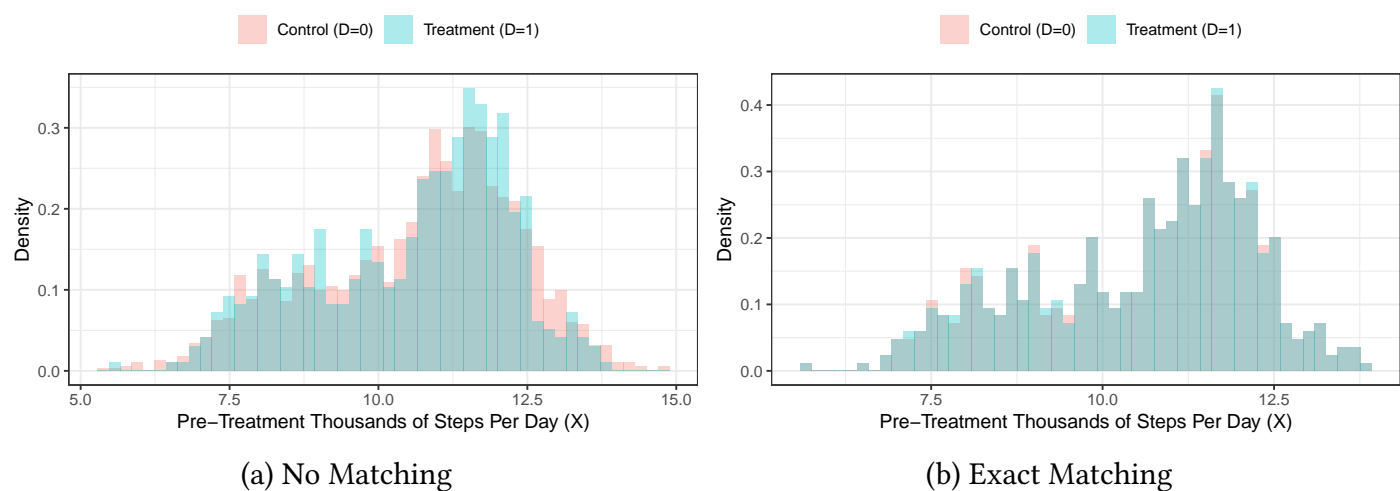 Control (D=0) Treatment (D=1)
0.3
0.2
0.1
0.0
Density
5.0 7.5 10.0 12.5 15.0
Pre−Treatment Thousands of Steps Per Day (X)
(a) No Matching
Control (D=0) Treatment (D=1)
0.4
0.3
0.2
0.1
0.0
Density
7.5 10.0 12.5
Pre−Treatment Thousands of Steps Per Day (X)
(b) Exact Matching